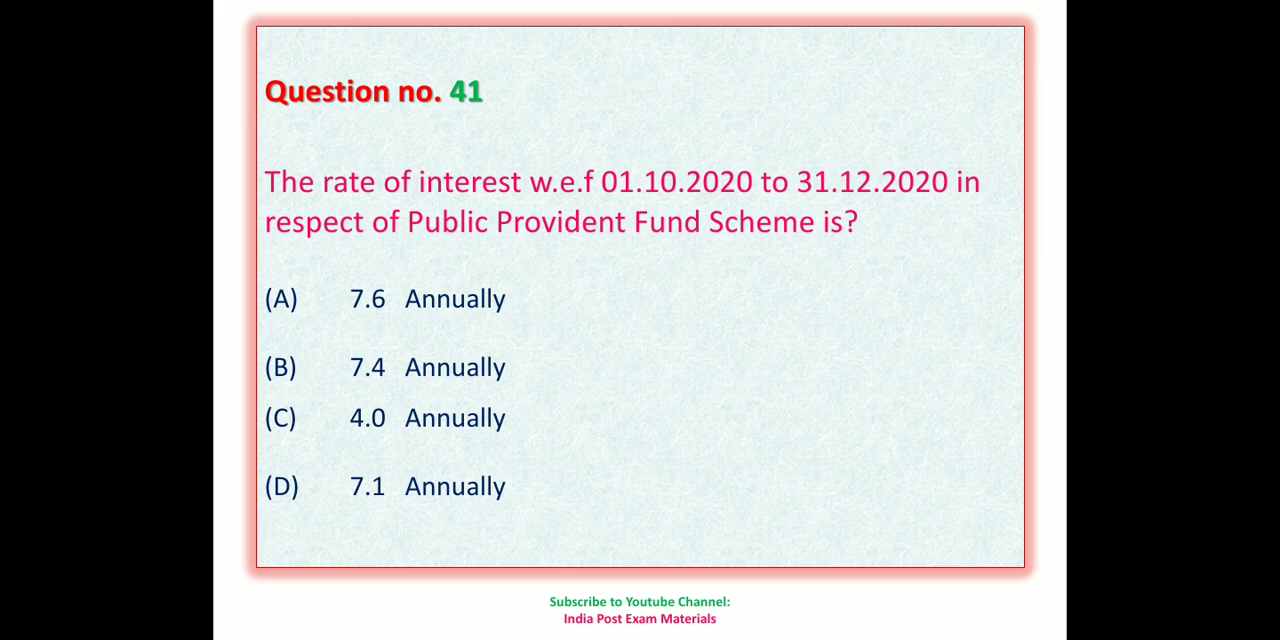 Question no. 41
The rate of interest w.e.f 01.10.2020 to 31.12.2020 in
respect of Public Provident Fund Scheme is?
(A) 7.6 Annually
(B) 7.4 Annually
(C) 4.0 Annually
(D) 7.1 Annually
Subscribe to Youtube Channel:
India Post Exam Materials